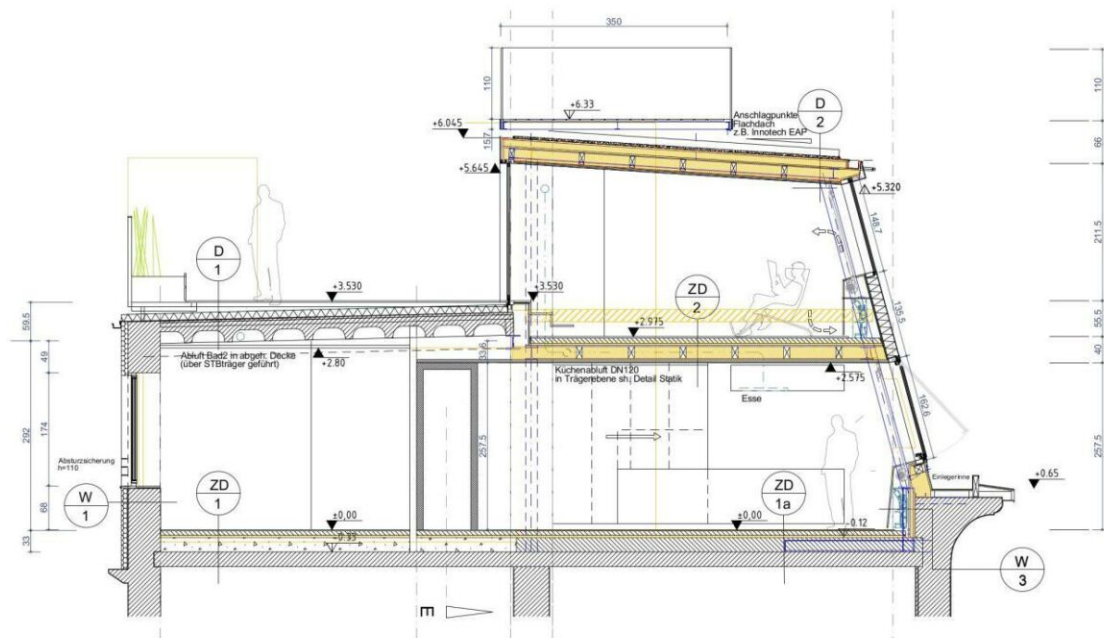 350
110
110
+6.33
Anschlagpunkte
Flachdach
z.B. Innotech EAP
D
2
+6.045
15.7
66
+5.645
+5.320
148.7
211.5
D
1
+3.530
+3.530
ZD
2
135.5
59.5
55.5
+2.975
33.6
40
49
Abluft Bad2 in abgeh. Decke
(über STBträger geführt)
+2.80
Küchenabluft DN120
in Trägerebene sh. Detail Statik
+2.575
Esse
162.6
292
174
257.5
257.5
Absturzsicherung
h=110
Einlegerinne
+0.65
W
1
ZD
1
ZD
1a
68
±0,00
±0,00
-0.12
33
-0.33
W
3
E